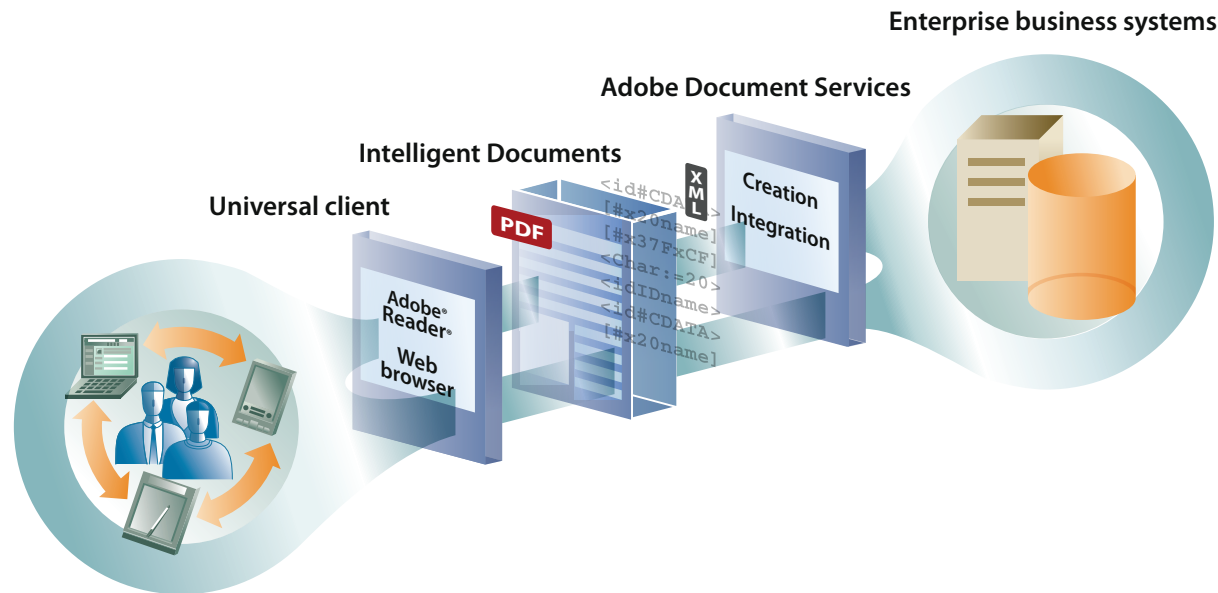 Enterprise business systems
Adobe Document Services
Intelligent Documents
Universal client
Adobe® Reader®
Web browser
PDF
XML
<id#CDATA>
[#x20name]
[#x37FxCF]
<Char:=20>
<idIDname>
<id#CDATA>
[#x20name]
Creation
Integration